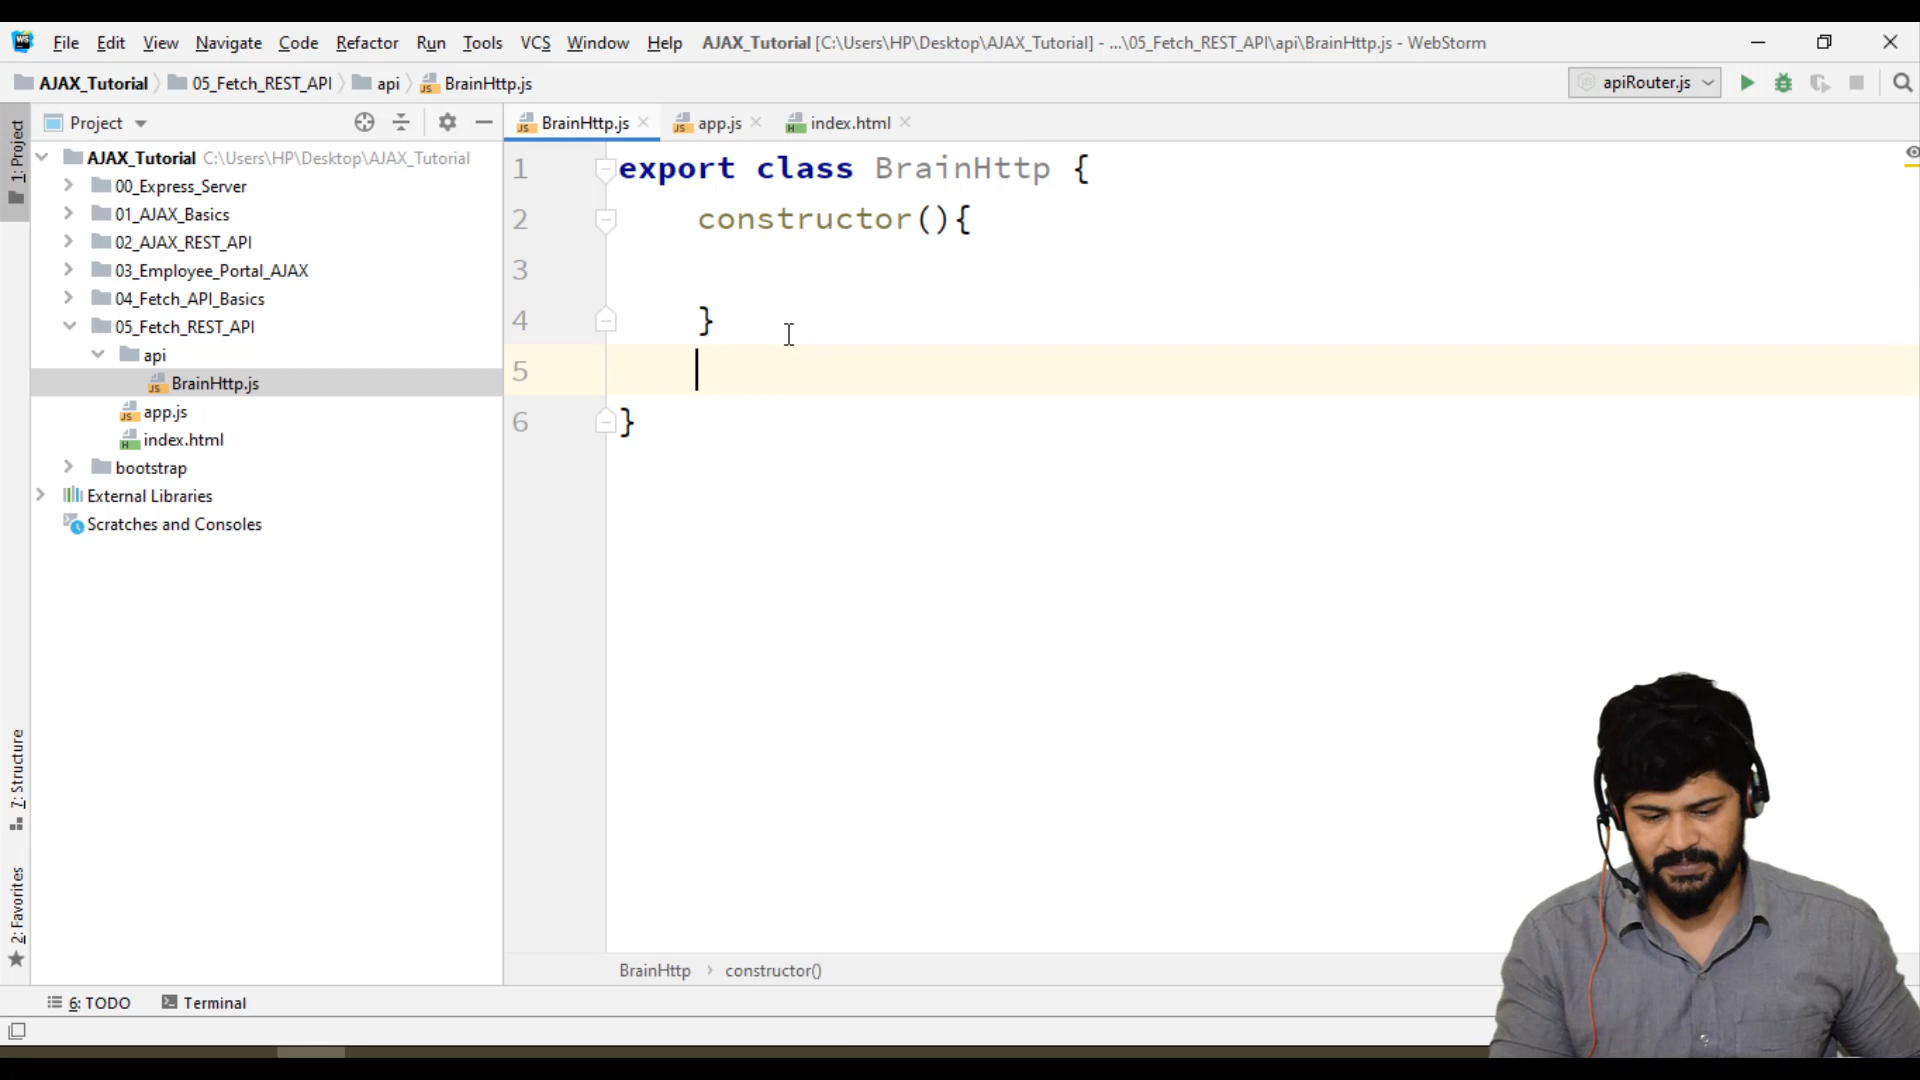 WS File Edit View Navigate Code Refactor Run Tools VCS Window Help AJAX_Tutorial [C:\Users\HP\Desktop\AJAX_Tutorial] - ...\05_Fetch_REST_API\api\BrainHttp.js - WebStorm
AJAX_Tutorial 05_Fetch_REST_API api BrainHttp.js apiRouter.js
1: Project
Project
BrainHttp.js app.js index.html
AJAX_Tutorial C:\Users\HP\Desktop\AJAX_Tutorial
00_Express_Server
01_AJAX_Basics
02_AJAX_REST_API
03_Employee_Portal_AJAX
04_Fetch_API_Basics
05_Fetch_REST_API
api
BrainHttp.js
app.js
index.html
bootstrap
External Libraries
Scratches and Consoles
1 export class BrainHttp {
2 constructor(){
3
4 }
5
6 }
7: Structure
2: Favorites
BrainHttp › constructor()
6: TODO Terminal